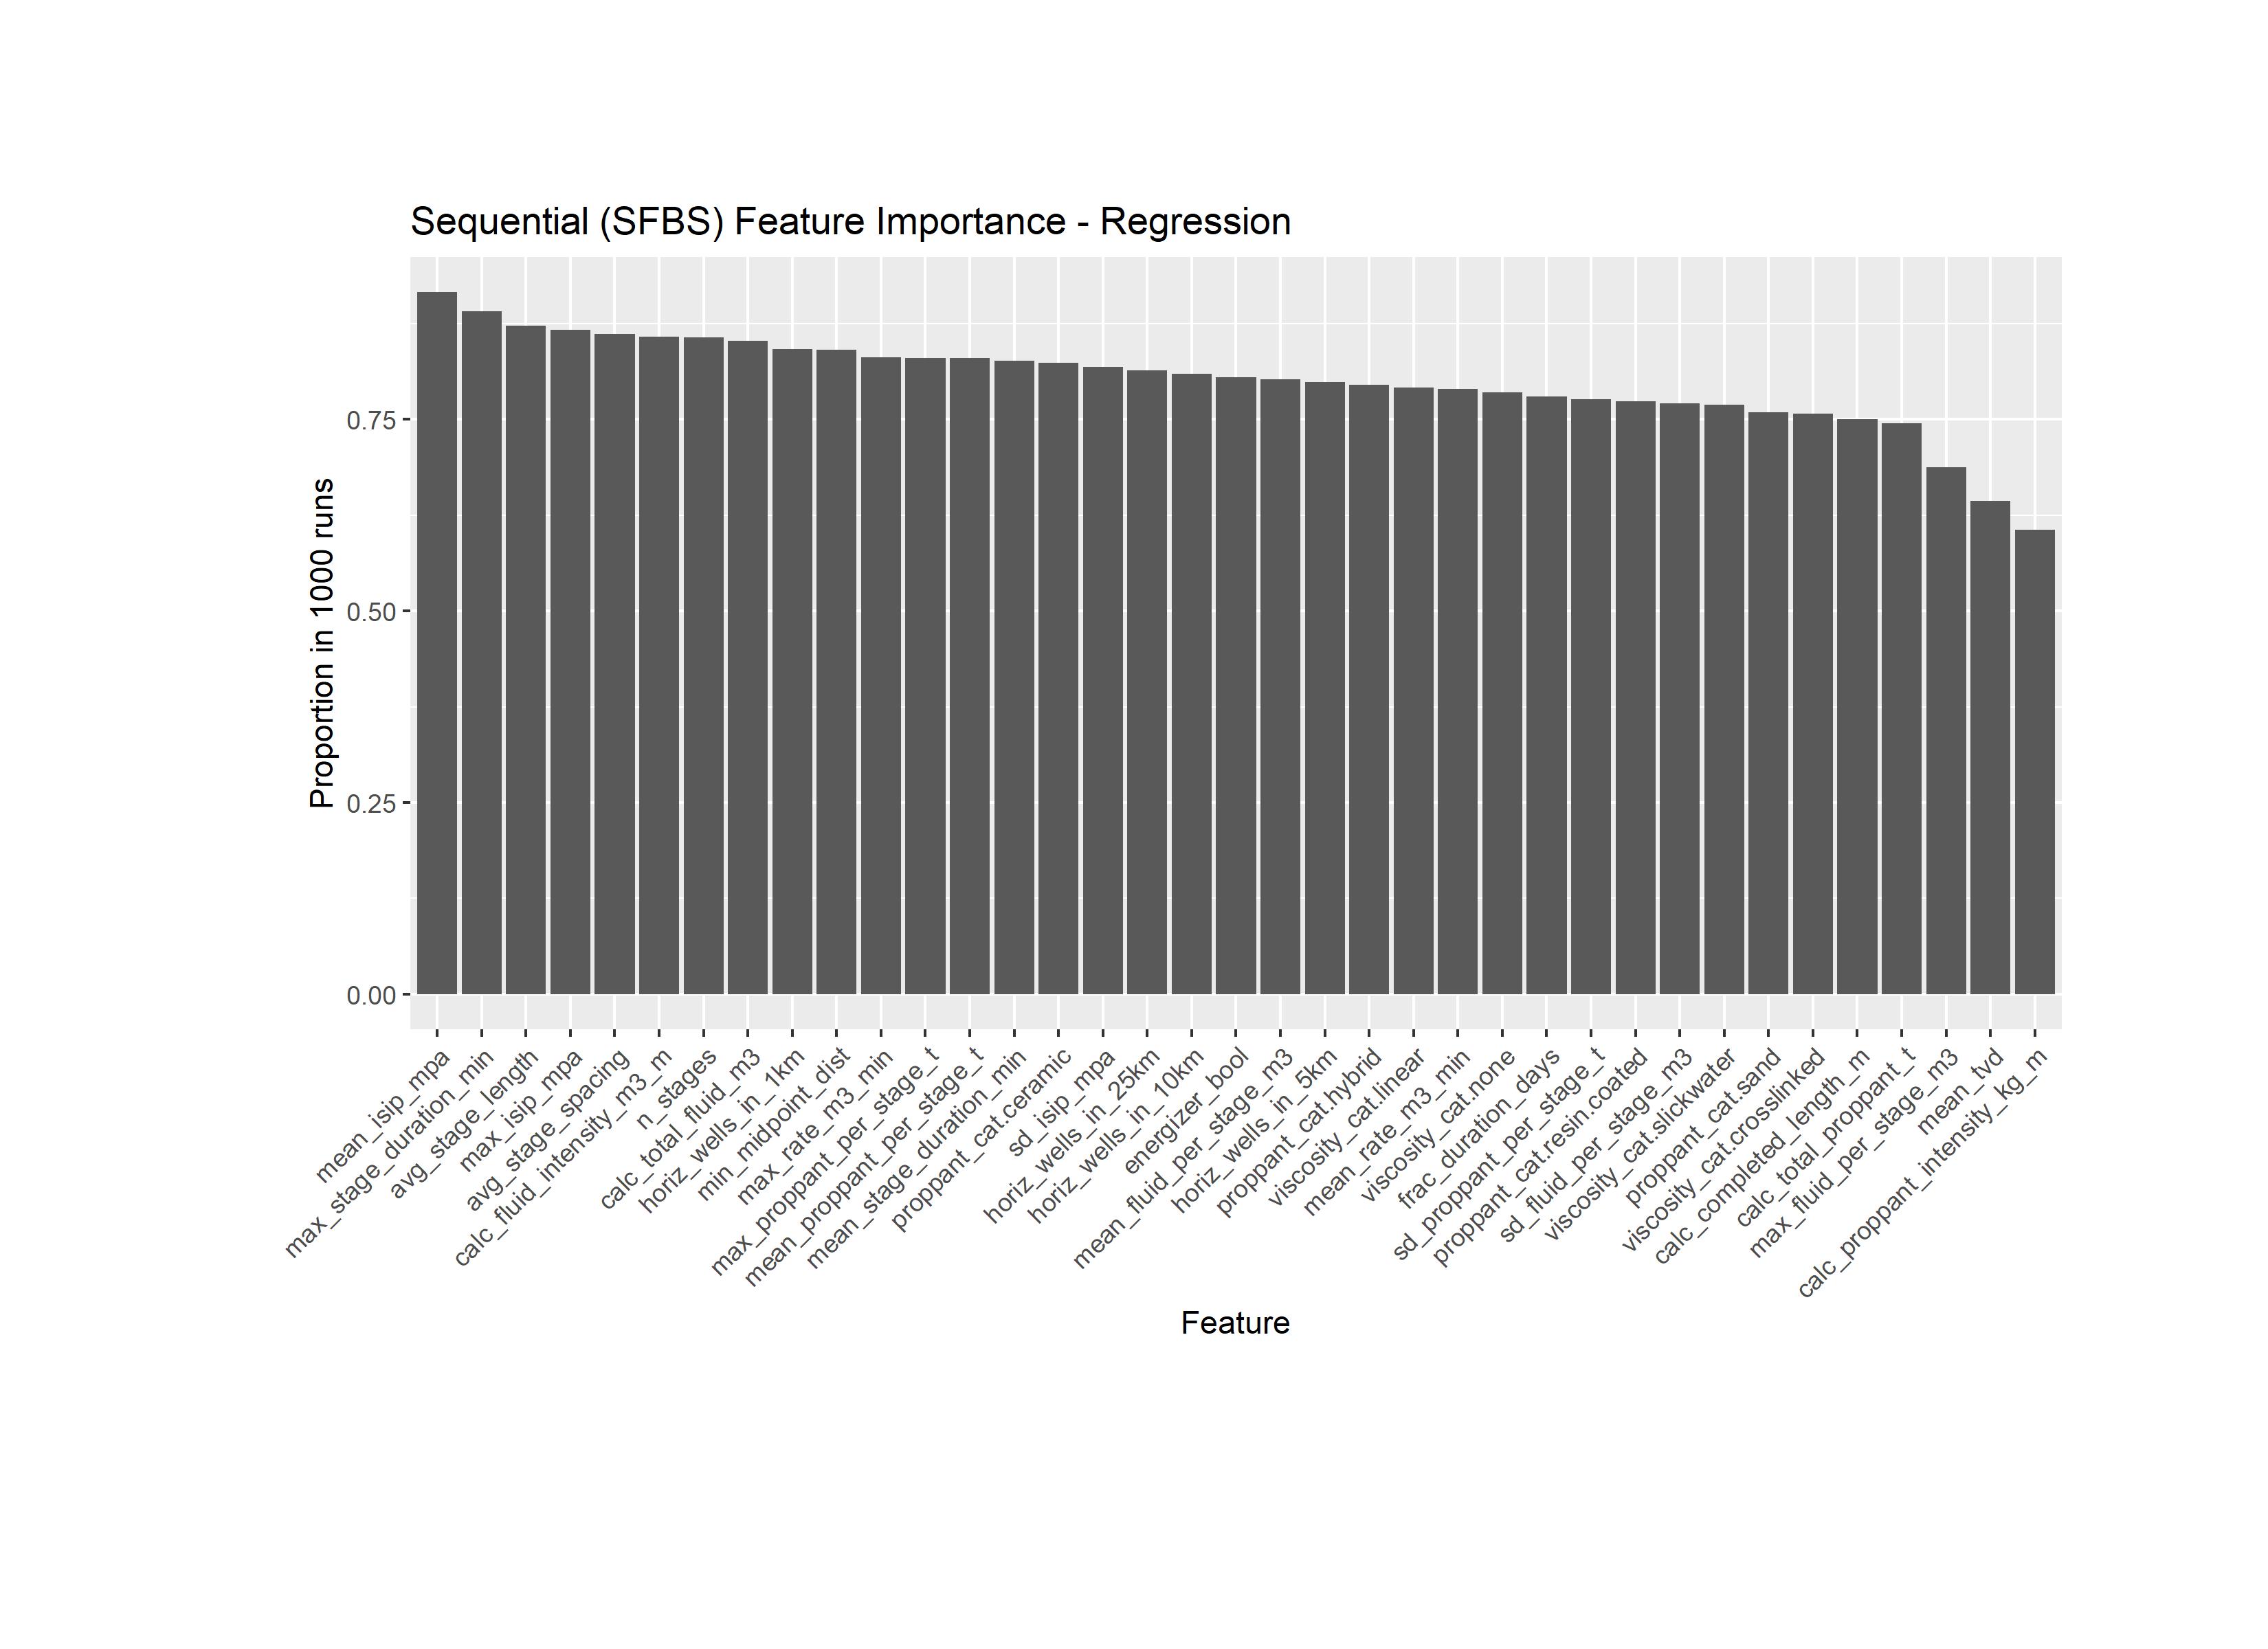 Sequential (SFBS) Feature Importance - Regression
Proportion in 1000 runs
0.75
0.50
0.25
0.00
mean_isip_mpa
max_stage_duration_min
avg_stage_length
max_isip_mpa
avg_stage_spacing
calc_fluid_intensity_m3_m
n_stages
calc_total_fluid_m3
horiz_wells_in_1km
min_midpoint_dist
max_rate_m3_min
max_proppant_per_stage_t
mean_proppant_per_stage_t
mean_stage_duration_min
proppant_cat.ceramic
sd_isip_mpa
horiz_wells_in_25km
horiz_wells_in_10km
energizer_bool
mean_fluid_per_stage_m3
horiz_wells_in_5km
proppant_cat.hybrid
viscosity_cat.linear
mean_rate_m3_min
viscosity_cat.none
frac_duration_days
sd_proppant_per_stage_t
proppant_cat.resin.coated
sd_fluid_per_stage_m3
viscosity_cat.slickwater
proppant_cat.sand
viscosity_cat.crosslinked
calc_completed_length_m
calc_total_proppant_t
max_fluid_per_stage_m3
mean_tvd
calc_proppant_intensity_kg_m
Feature